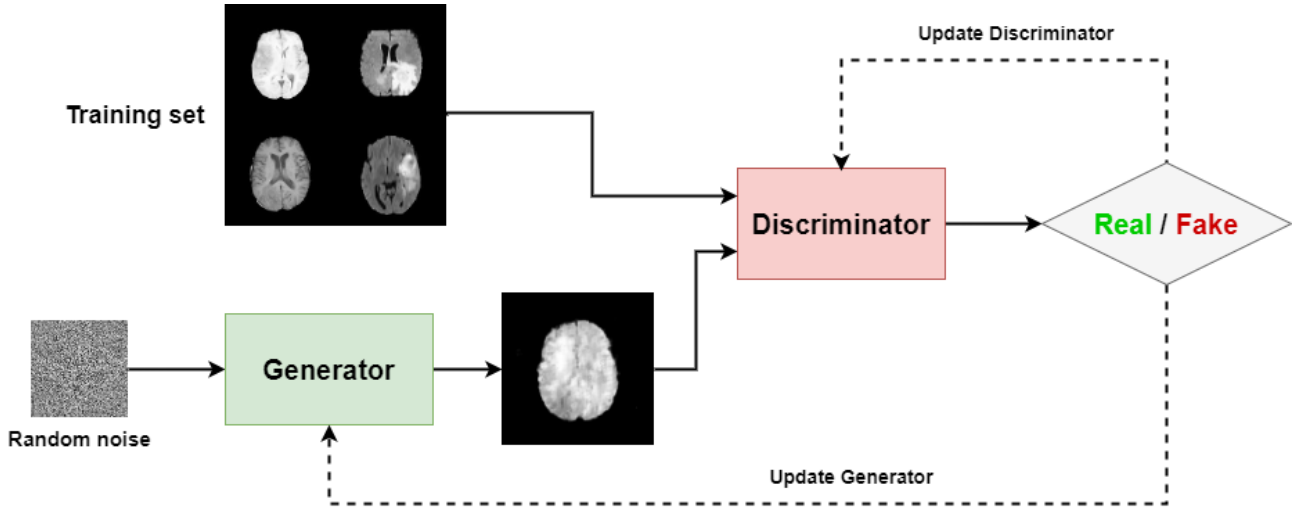 Update Discriminator
Training set
Discriminator
Real / Fake
Generator
Random noise
Update Generator